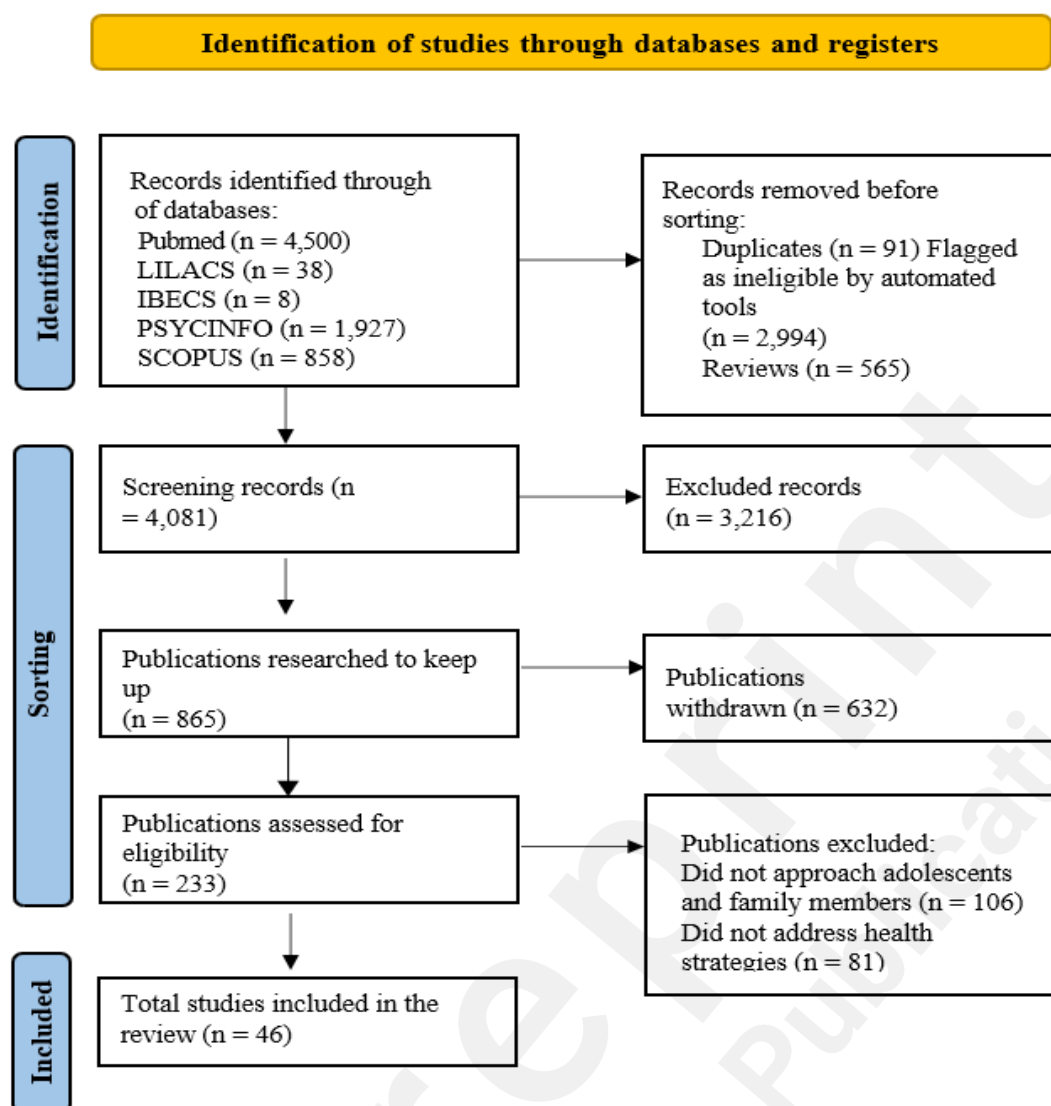 Identification of studies through databases and registers
Identification
Records identified through
of databases:
Pubmed (n = 4,500)
LILACS (n = 38)
IBECS (n = 8)
PSYCINFO (n = 1,927)
SCOPUS (n = 858)
Records removed before
sorting:
Duplicates (n = 91) Flagged
as ineligible by automated
tools
(n = 2,994)
Reviews (n = 565)
Sorting
Screening records (n
= 4,081)
Excluded records
(n = 3,216)
Publications researched to keep
up
(n = 865)
Publications
withdrawn (n = 632)
Publications assessed for
eligibility
(n = 233)
Publications excluded:
Did not approach adolescents
and family members (n = 106)
Did not address health
strategies (n = 81)
Included
Total studies included in the
review (n = 46)